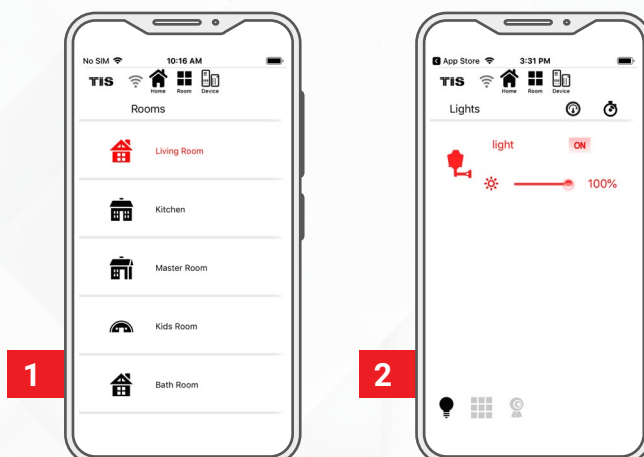 No SIM 10:16 AM
TIS Home Room Device
Rooms
Living Room
Kitchen
Master Room
Kids Room
Bath Room
1
App Store 3:31 PM
TIS Home Room Device
Lights
light ON
100%
2